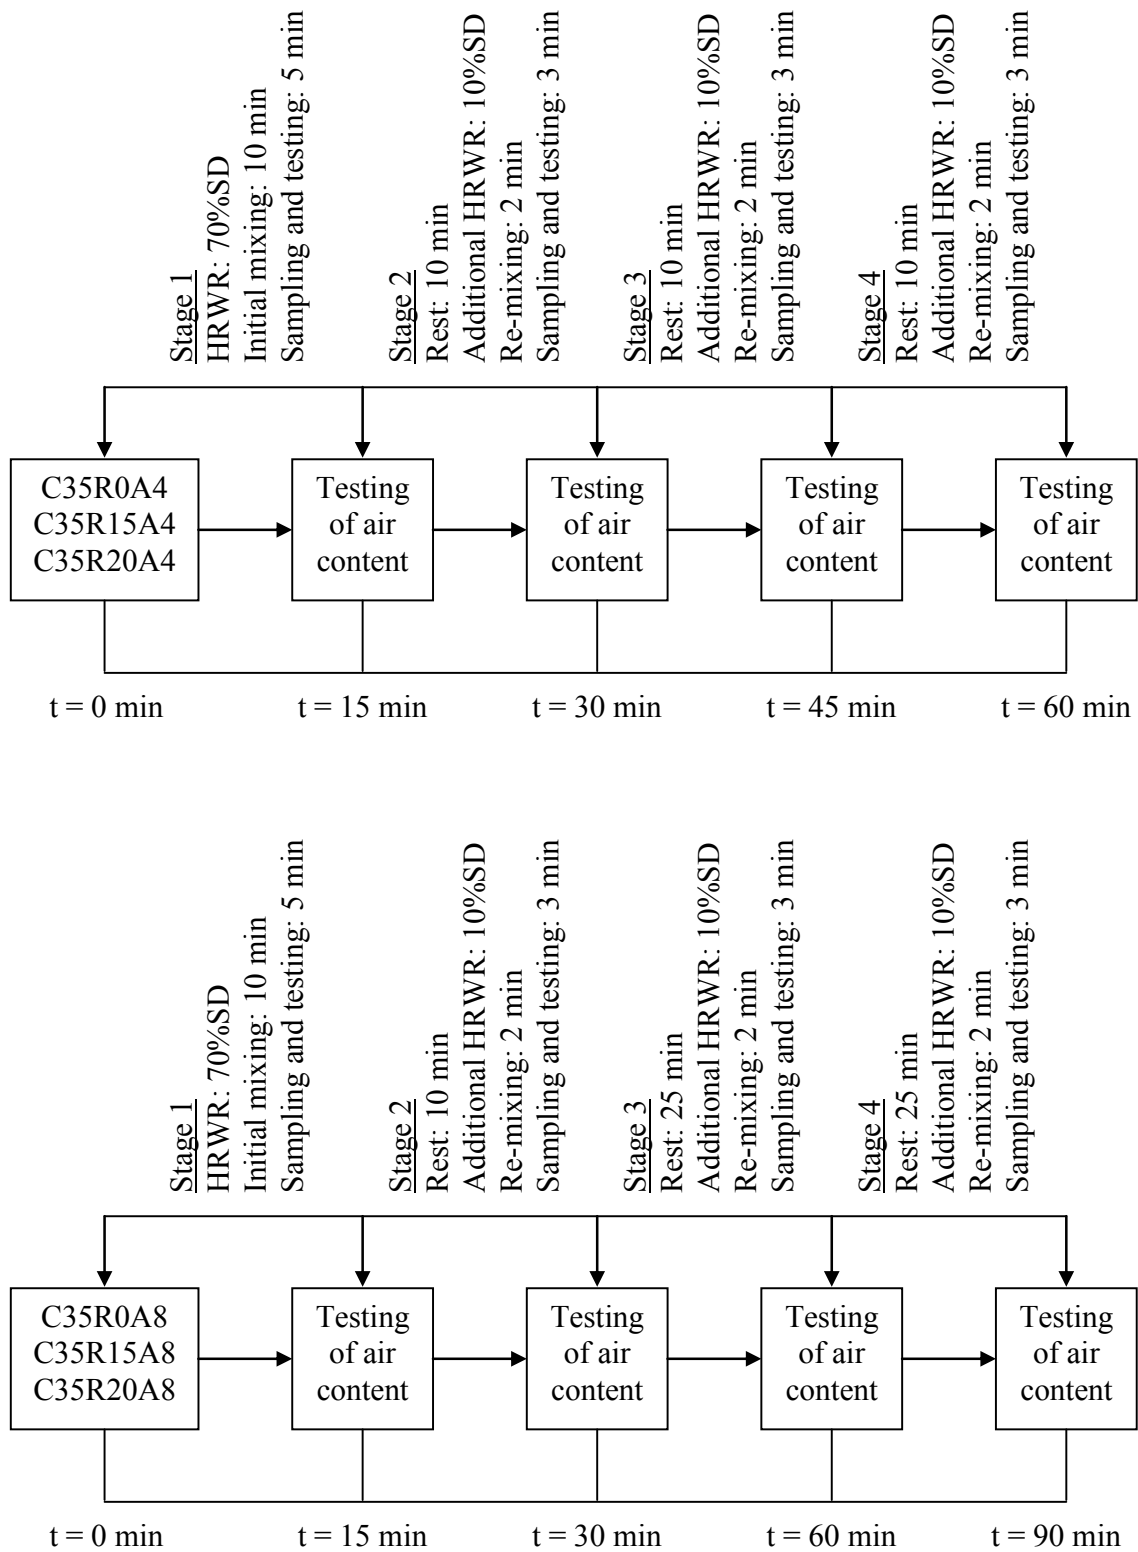 Stage 1
HRWR: 70%SD
Initial mixing: 10 min
Sampling and testing: 5 min
Stage 2
Rest: 10 min
Additional HRWR: 10%SD
Re-mixing: 2 min
Sampling and testing: 3 min
Stage 3
Rest: 10 min
Additional HRWR: 10%SD
Re-mixing: 2 min
Sampling and testing: 3 min
Stage 4
Rest: 10 min
Additional HRWR: 10%SD
Re-mixing: 2 min
Sampling and testing: 3 min
C35R0A4
C35R15A4
C35R20A4
Testing
of air
content
Testing
of air
content
Testing
of air
content
Testing
of air
content
t = 0 min
t = 15 min
t = 30 min
t = 45 min
t = 60 min
Stage 1
HRWR: 70%SD
Initial mixing: 10 min
Sampling and testing: 5 min
Stage 2
Rest: 10 min
Additional HRWR: 10%SD
Re-mixing: 2 min
Sampling and testing: 3 min
Stage 3
Rest: 25 min
Additional HRWR: 10%SD
Re-mixing: 2 min
Sampling and testing: 3 min
Stage 4
Rest: 25 min
Additional HRWR: 10%SD
Re-mixing: 2 min
Sampling and testing: 3 min
C35R0A8
C35R15A8
C35R20A8
Testing
of air
content
Testing
of air
content
Testing
of air
content
Testing
of air
content
t = 0 min
t = 15 min
t = 30 min
t = 60 min
t = 90 min